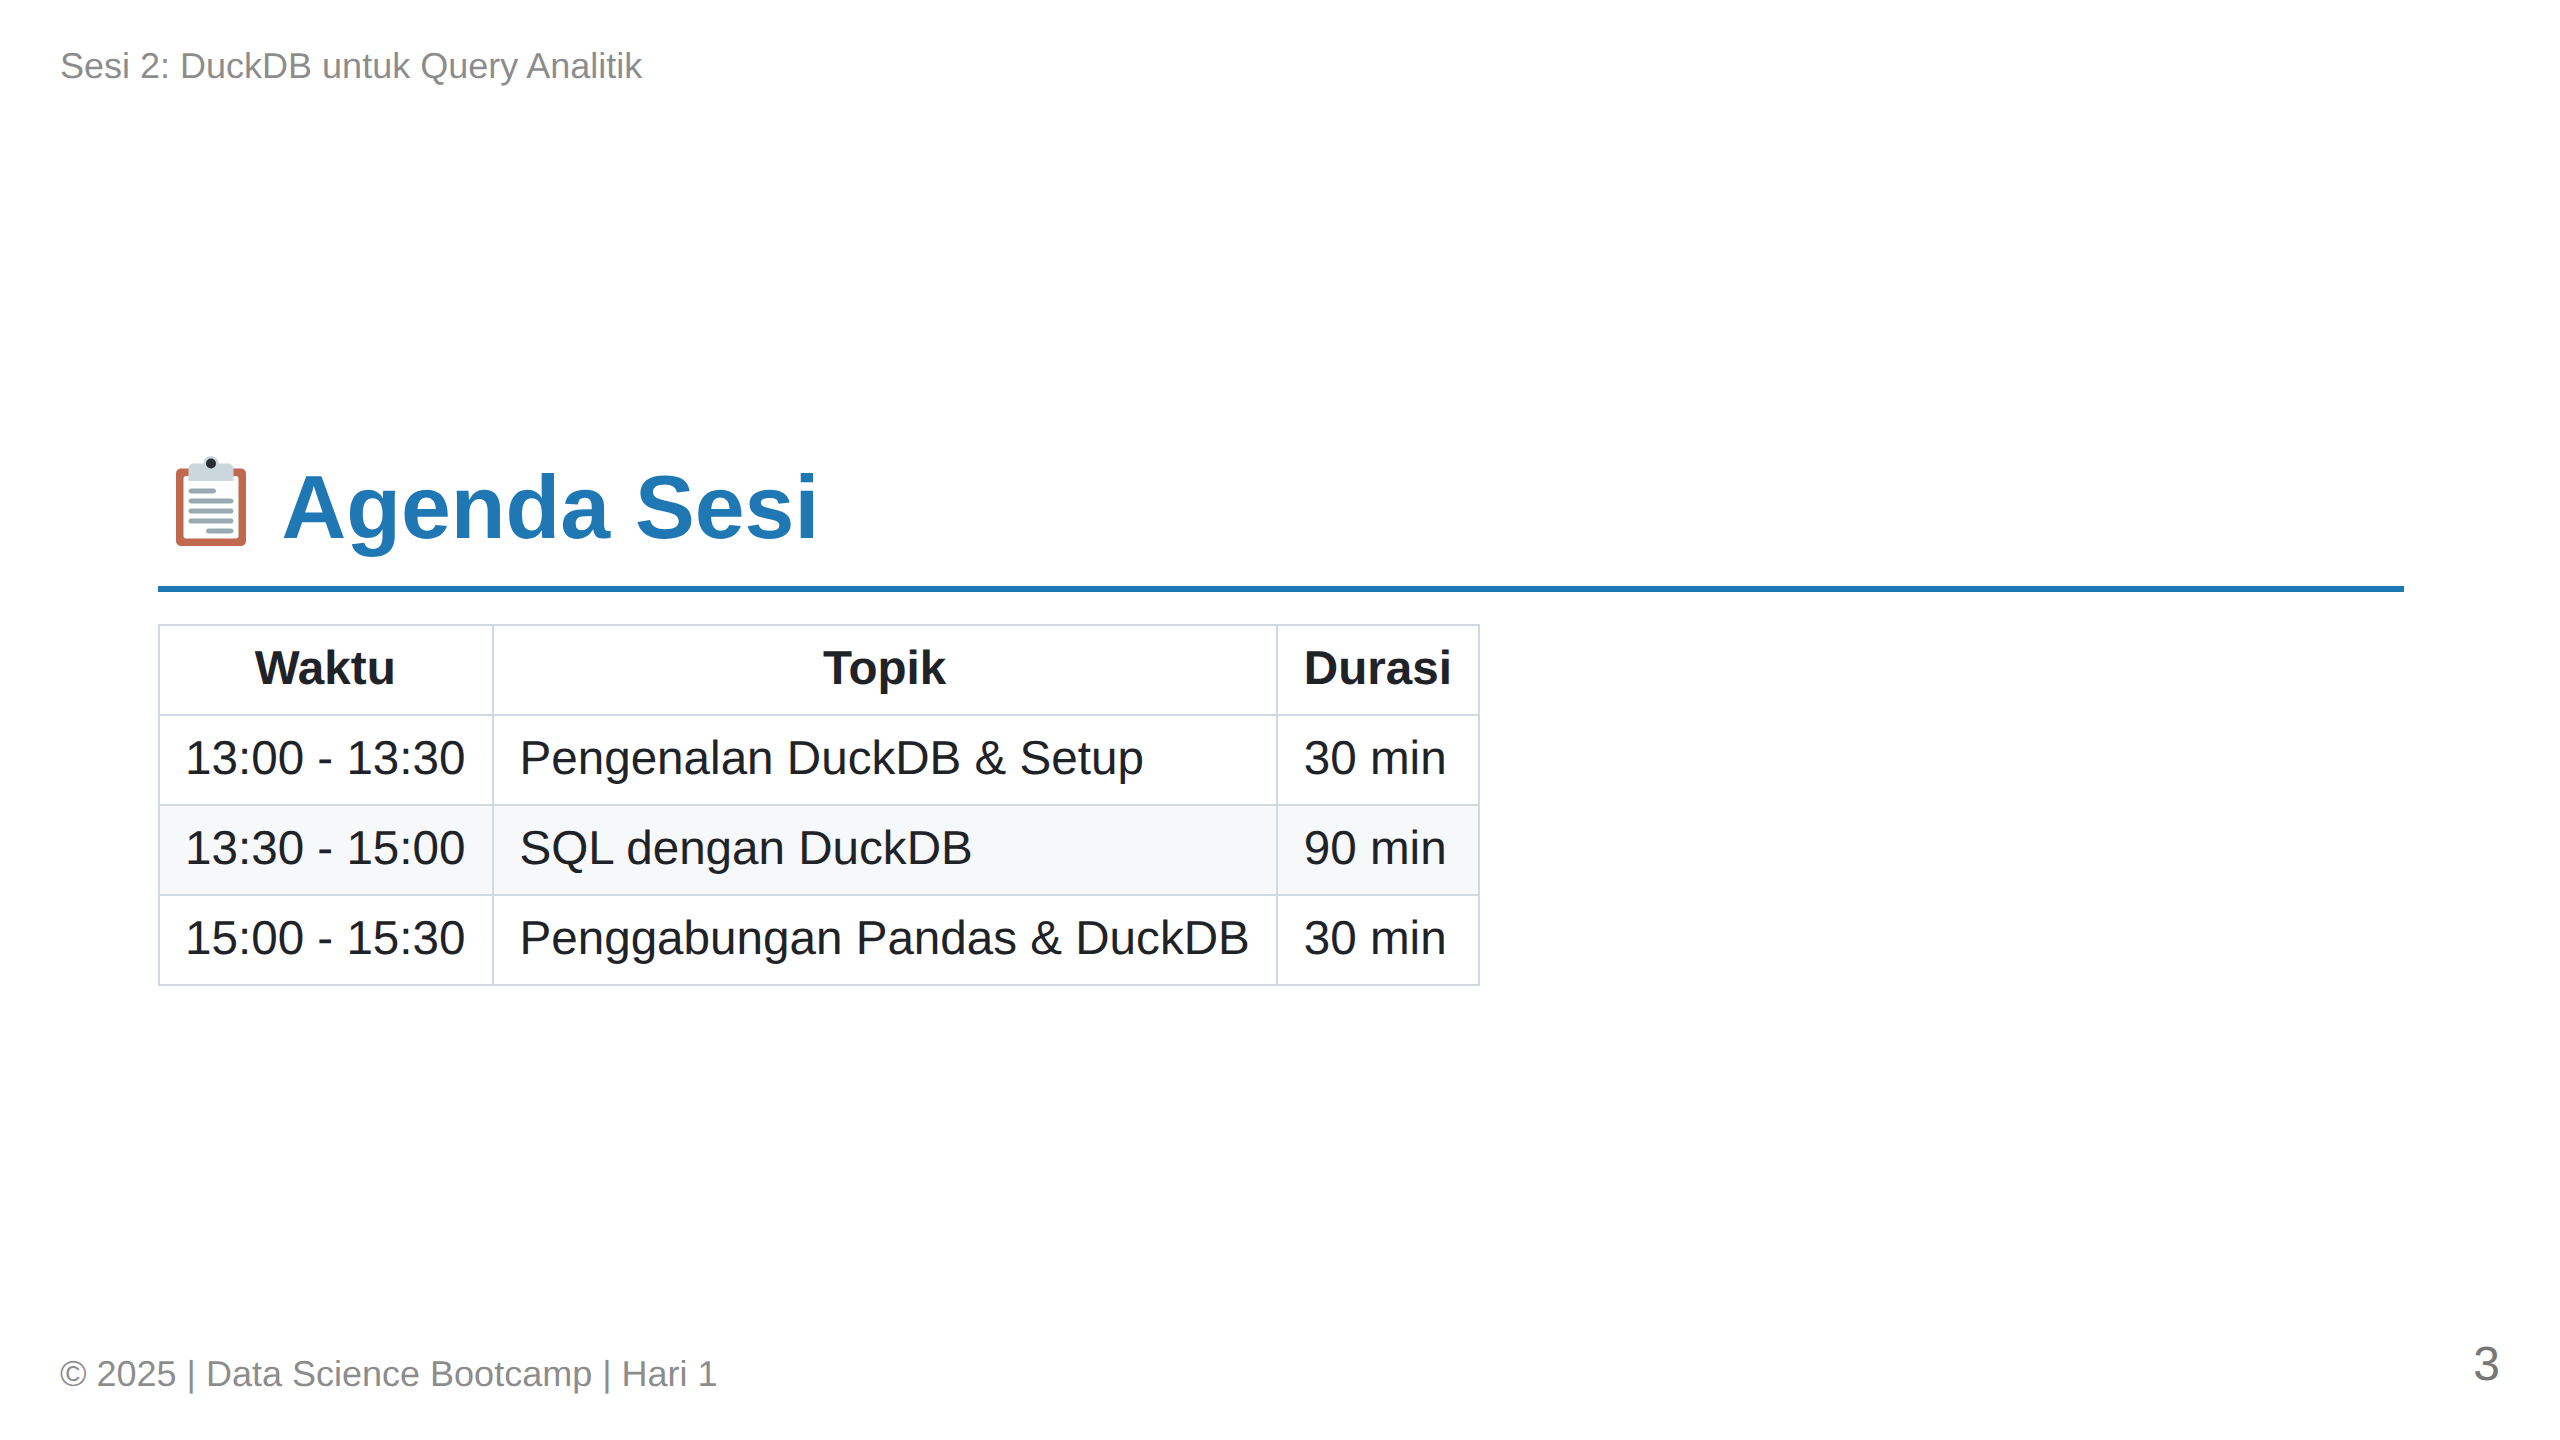 Sesi 2: DuckDB untuk Query Analitik
Agenda Sesi
Waktu Topik Durasi
13:00 - 13:30 Pengenalan DuckDB & Setup 30 min
13:30 - 15:00 SQL dengan DuckDB 90 min
15:00 - 15:30 Penggabungan Pandas & DuckDB 30 min
© 2025 | Data Science Bootcamp | Hari 1
3